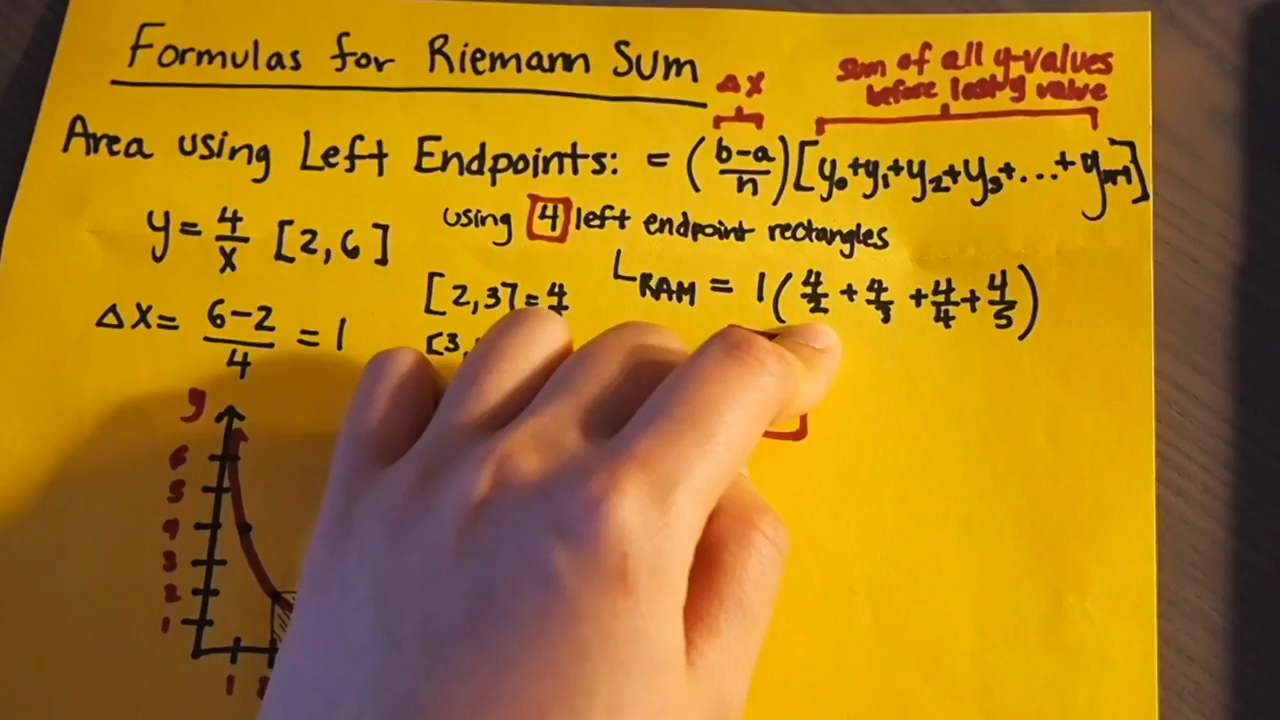 Formulas for Riemann Sum
Δx
sum of all y-values
before last y value
Area using Left Endpoints: = (b-a/n)[y₀+y₁+y₂+y₃+...+yₙ₋₁]
y = 4/x [2,6]
using 4 left endpoint rectangles
Δx = 6-2/4 = 1
[2,3] = 4
[3,
LRAM = 1(4/2 + 4/3 + 4/4 + 4/5)
y
6
5
4
3
2
1
1